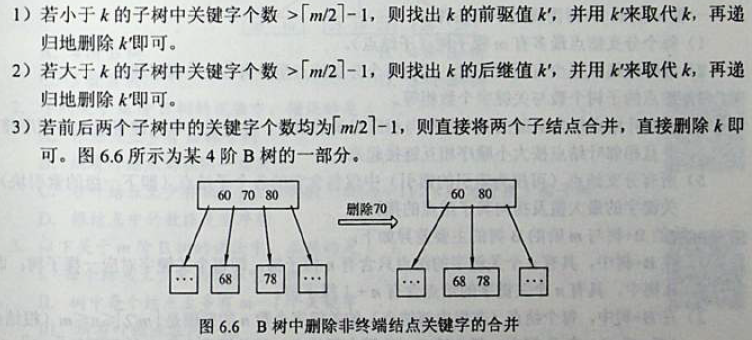 1）若小于 k 的子树中关键字个数 >⌈m/2⌉-1，则找出 k 的前驱值 k′，并用 k′来取代 k，再递
归地删除 k′即可。
2）若大于 k 的子树中关键字个数 >⌈m/2⌉-1，则找出 k 的后继值 k′，并用 k′来取代 k，再递
归地删除 k′即可。
3）若前后两个子树中的关键字个数均为⌈m/2⌉-1，则直接将两个子结点合并，直接删除 k 即
可。图 6.6 所示为某 4 阶 B 树的一部分。
60 70 80
删除70
60 80
… 68 78 …
… 68 78 …
图 6.6 B 树中删除非终端结点关键字的合并